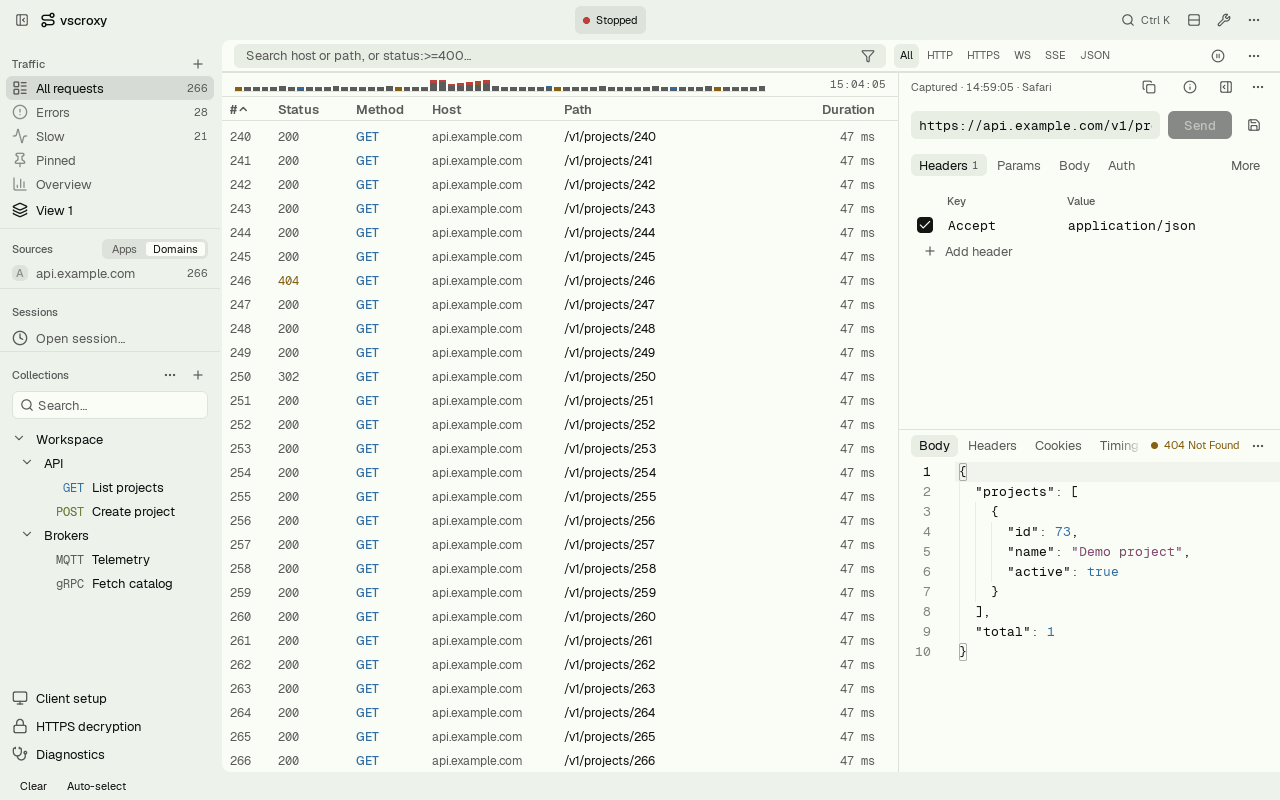 vscroxy
Stopped
Ctrl K
Traffic
All requests 266
Errors 28
Slow 21
Pinned
Overview
View 1
Sources Apps Domains
A api.example.com 266
Sessions
Open session...
Collections
Search...
Workspace
API
GET List projects
POST Create project
Brokers
MQTT Telemetry
gRPC Fetch catalog
Client setup
HTTPS decryption
Diagnostics
Clear Auto-select
Search host or path, or status:>=400...
All HTTP HTTPS WS SSE JSON
15:04:05
# Status Method Host Path Duration
240 200 GET api.example.com /v1/projects/240 47 ms
241 200 GET api.example.com /v1/projects/241 47 ms
242 200 GET api.example.com /v1/projects/242 47 ms
243 200 GET api.example.com /v1/projects/243 47 ms
244 200 GET api.example.com /v1/projects/244 47 ms
245 200 GET api.example.com /v1/projects/245 47 ms
246 404 GET api.example.com /v1/projects/246 47 ms
247 200 GET api.example.com /v1/projects/247 47 ms
248 200 GET api.example.com /v1/projects/248 47 ms
249 200 GET api.example.com /v1/projects/249 47 ms
250 302 GET api.example.com /v1/projects/250 47 ms
251 200 GET api.example.com /v1/projects/251 47 ms
252 200 GET api.example.com /v1/projects/252 47 ms
253 200 GET api.example.com /v1/projects/253 47 ms
254 200 GET api.example.com /v1/projects/254 47 ms
255 200 GET api.example.com /v1/projects/255 47 ms
256 200 GET api.example.com /v1/projects/256 47 ms
257 200 GET api.example.com /v1/projects/257 47 ms
258 200 GET api.example.com /v1/projects/258 47 ms
259 200 GET api.example.com /v1/projects/259 47 ms
260 200 GET api.example.com /v1/projects/260 47 ms
261 200 GET api.example.com /v1/projects/261 47 ms
262 200 GET api.example.com /v1/projects/262 47 ms
263 200 GET api.example.com /v1/projects/263 47 ms
264 200 GET api.example.com /v1/projects/264 47 ms
265 200 GET api.example.com /v1/projects/265 47 ms
266 200 GET api.example.com /v1/projects/266 47 ms
Captured · 14:59:05 · Safari
https://api.example.com/v1/pr Send
Headers 1 Params Body Auth More
Key Value
Accept application/json
Add header
Body Headers Cookies Timing 404 Not Found
1 {
2 "projects": [
3 {
4 "id": 73,
5 "name": "Demo project",
6 "active": true
7 }
8 ],
9 "total": 1
10 }